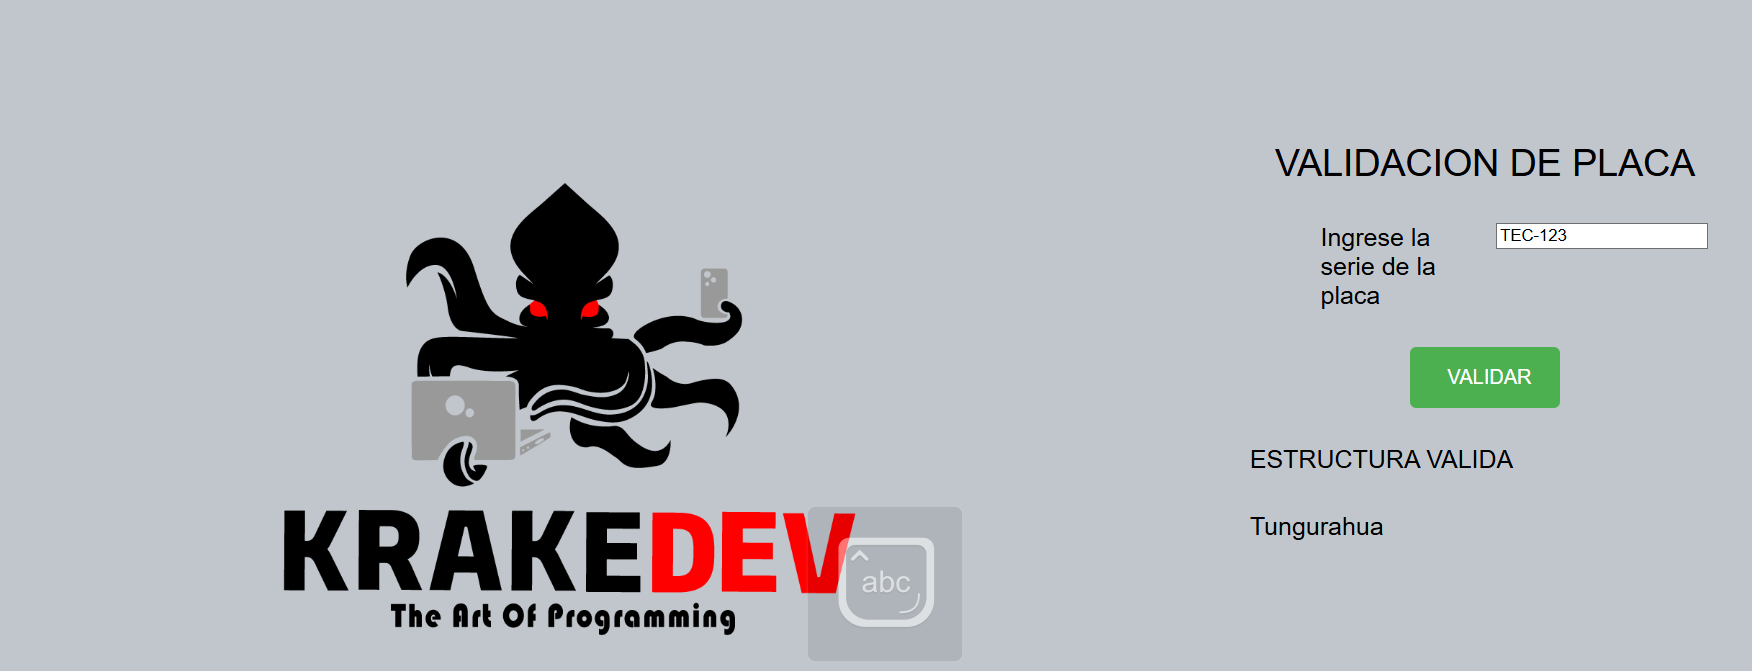 VALIDACION DE PLACA
Ingrese la
serie de la
placa
TEC-123
VALIDAR
ESTRUCTURA VALIDA
Tungurahua
KRAKEDEV
The Art Of Programming
abc